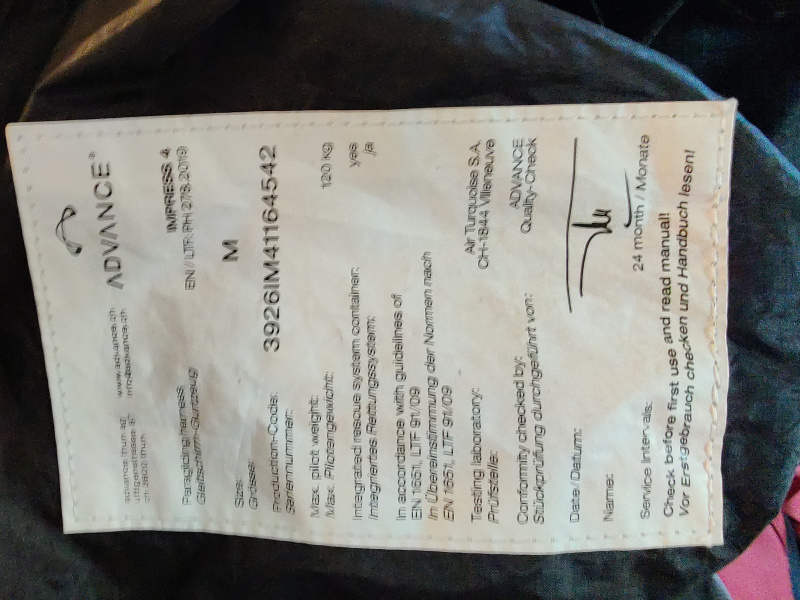 ADVANCE
advance thun ag
uttigenstrasse 87
ch-3600 thun
www.advance.ch
info@advance.ch
Paragliding harness IMPRESS 4
Gleitschirm-Gurtzeug EN / LTF: PH 273.2019
Size: M
Grösse:
Production-Code: 3926IM41164542
Seriennummer:
Max. pilot weight: 120 kg
Max. Pilotengewicht:
Integrated rescue system container: yes
Integriertes Rettungssystem: /a
In accordance with guidelines of
EN 1651, LTF 91/09
In Übereinstimmung der Normen nach
EN 1651, LTF 91/09
Testing laboratory: Air Turquoise S.A.
Prüfstelle: CH-1844 Villeneuve
Conformity checked by: ADVANCE
Stückprüfung durchgeführt von: Quality-Check
Date/Datum:
Name:
Service Intervals: 24 month / Monate
Check before first use and read manual!
Vor Erstgebrauch checken und Handbuch lesen!